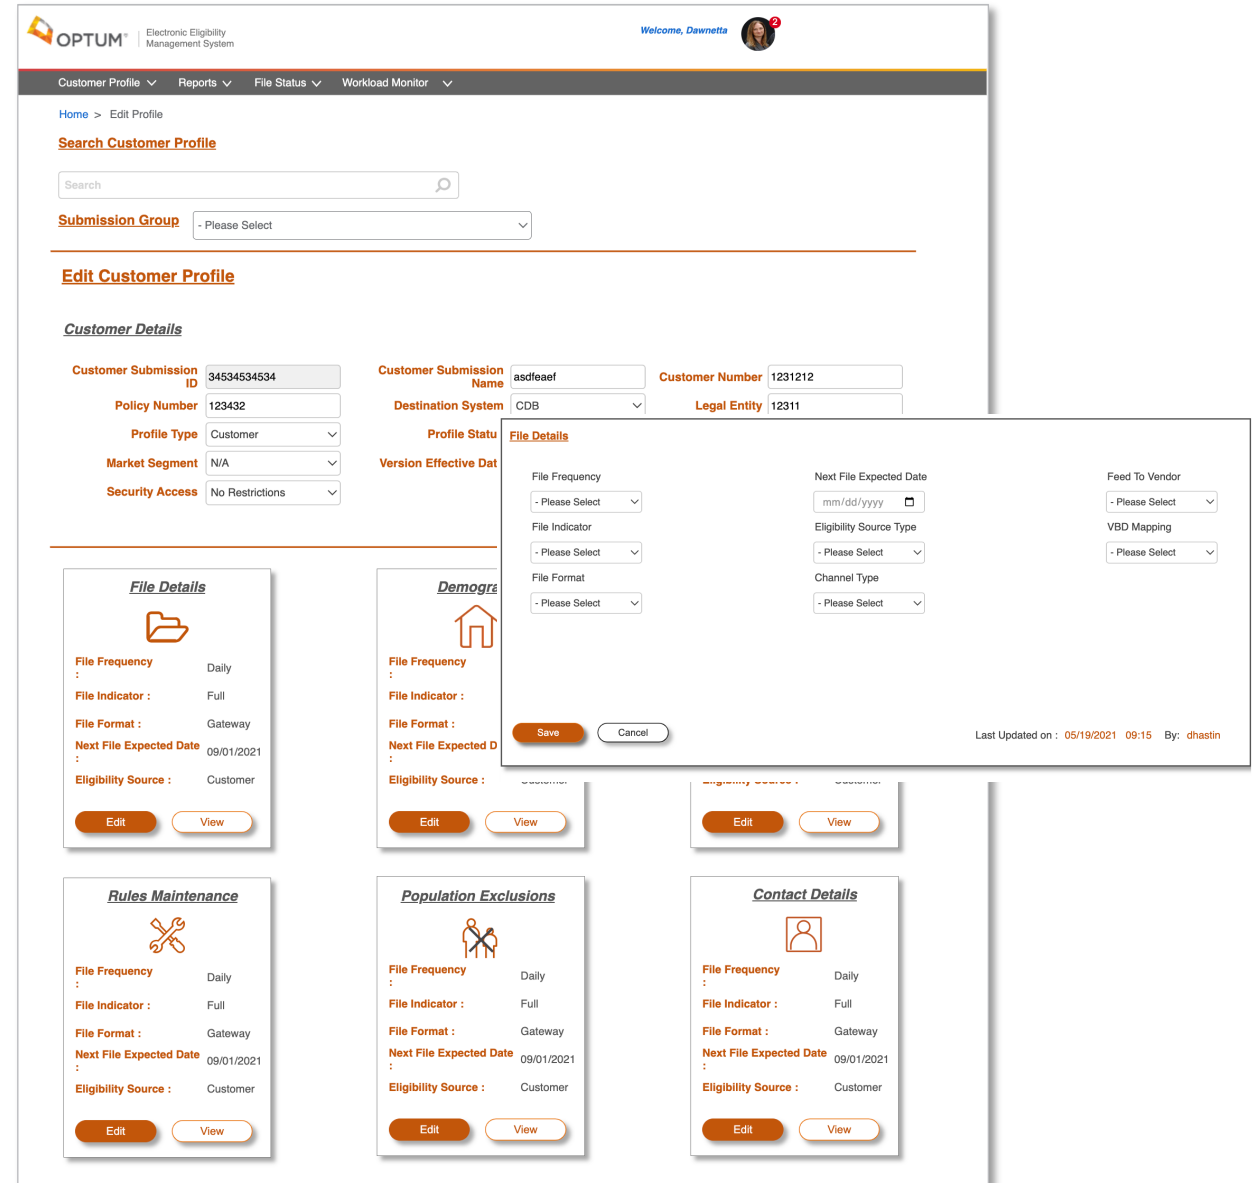 OPTUM® Electronic Eligibility
Management System
Welcome, Dawnetta
2
Customer Profile Reports File Status Workload Monitor
Home > Edit Profile
Search Customer Profile
Search
Submission Group - Please Select
Edit Customer Profile
Customer Details
Customer Submission ID 34534534534
Customer Submission Name asdfeaef
Customer Number 1231212
Policy Number 123432
Destination System CDB
Legal Entity 12311
Profile Type Customer
Profile Statu
Market Segment N/A
Version Effective Dat
Security Access No Restrictions
File Details
File Frequency Next File Expected Date Feed To Vendor
- Please Select mm/dd/yyyy - Please Select
File Indicator Eligibility Source Type VBD Mapping
- Please Select - Please Select - Please Select
File Format Channel Type
- Please Select - Please Select
Save Cancel Last Updated on : 05/19/2021 09:15 By: dhastin
File Details
File Frequency : Daily
File Indicator : Full
File Format : Gateway
Next File Expected Date : 09/01/2021
Eligibility Source : Customer
Edit View
Demogra
File Frequency :
File Indicator :
File Format :
Next File Expected D
:
Eligibility Source : Customer
Edit View
Eligibility Source : Customer
Edit View
Rules Maintenance
File Frequency : Daily
File Indicator : Full
File Format : Gateway
Next File Expected Date : 09/01/2021
Eligibility Source : Customer
Edit View
Population Exclusions
File Frequency : Daily
File Indicator : Full
File Format : Gateway
Next File Expected Date : 09/01/2021
Eligibility Source : Customer
Edit View
Contact Details
File Frequency : Daily
File Indicator : Full
File Format : Gateway
Next File Expected Date : 09/01/2021
Eligibility Source : Customer
Edit View